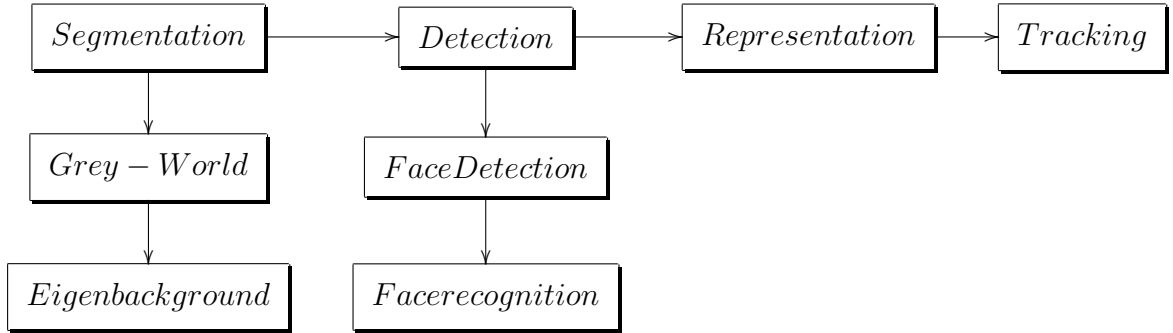 Segmentation
Detection
Representation
Tracking
Grey − World
FaceDetection
Eigenbackground
Facerecognition